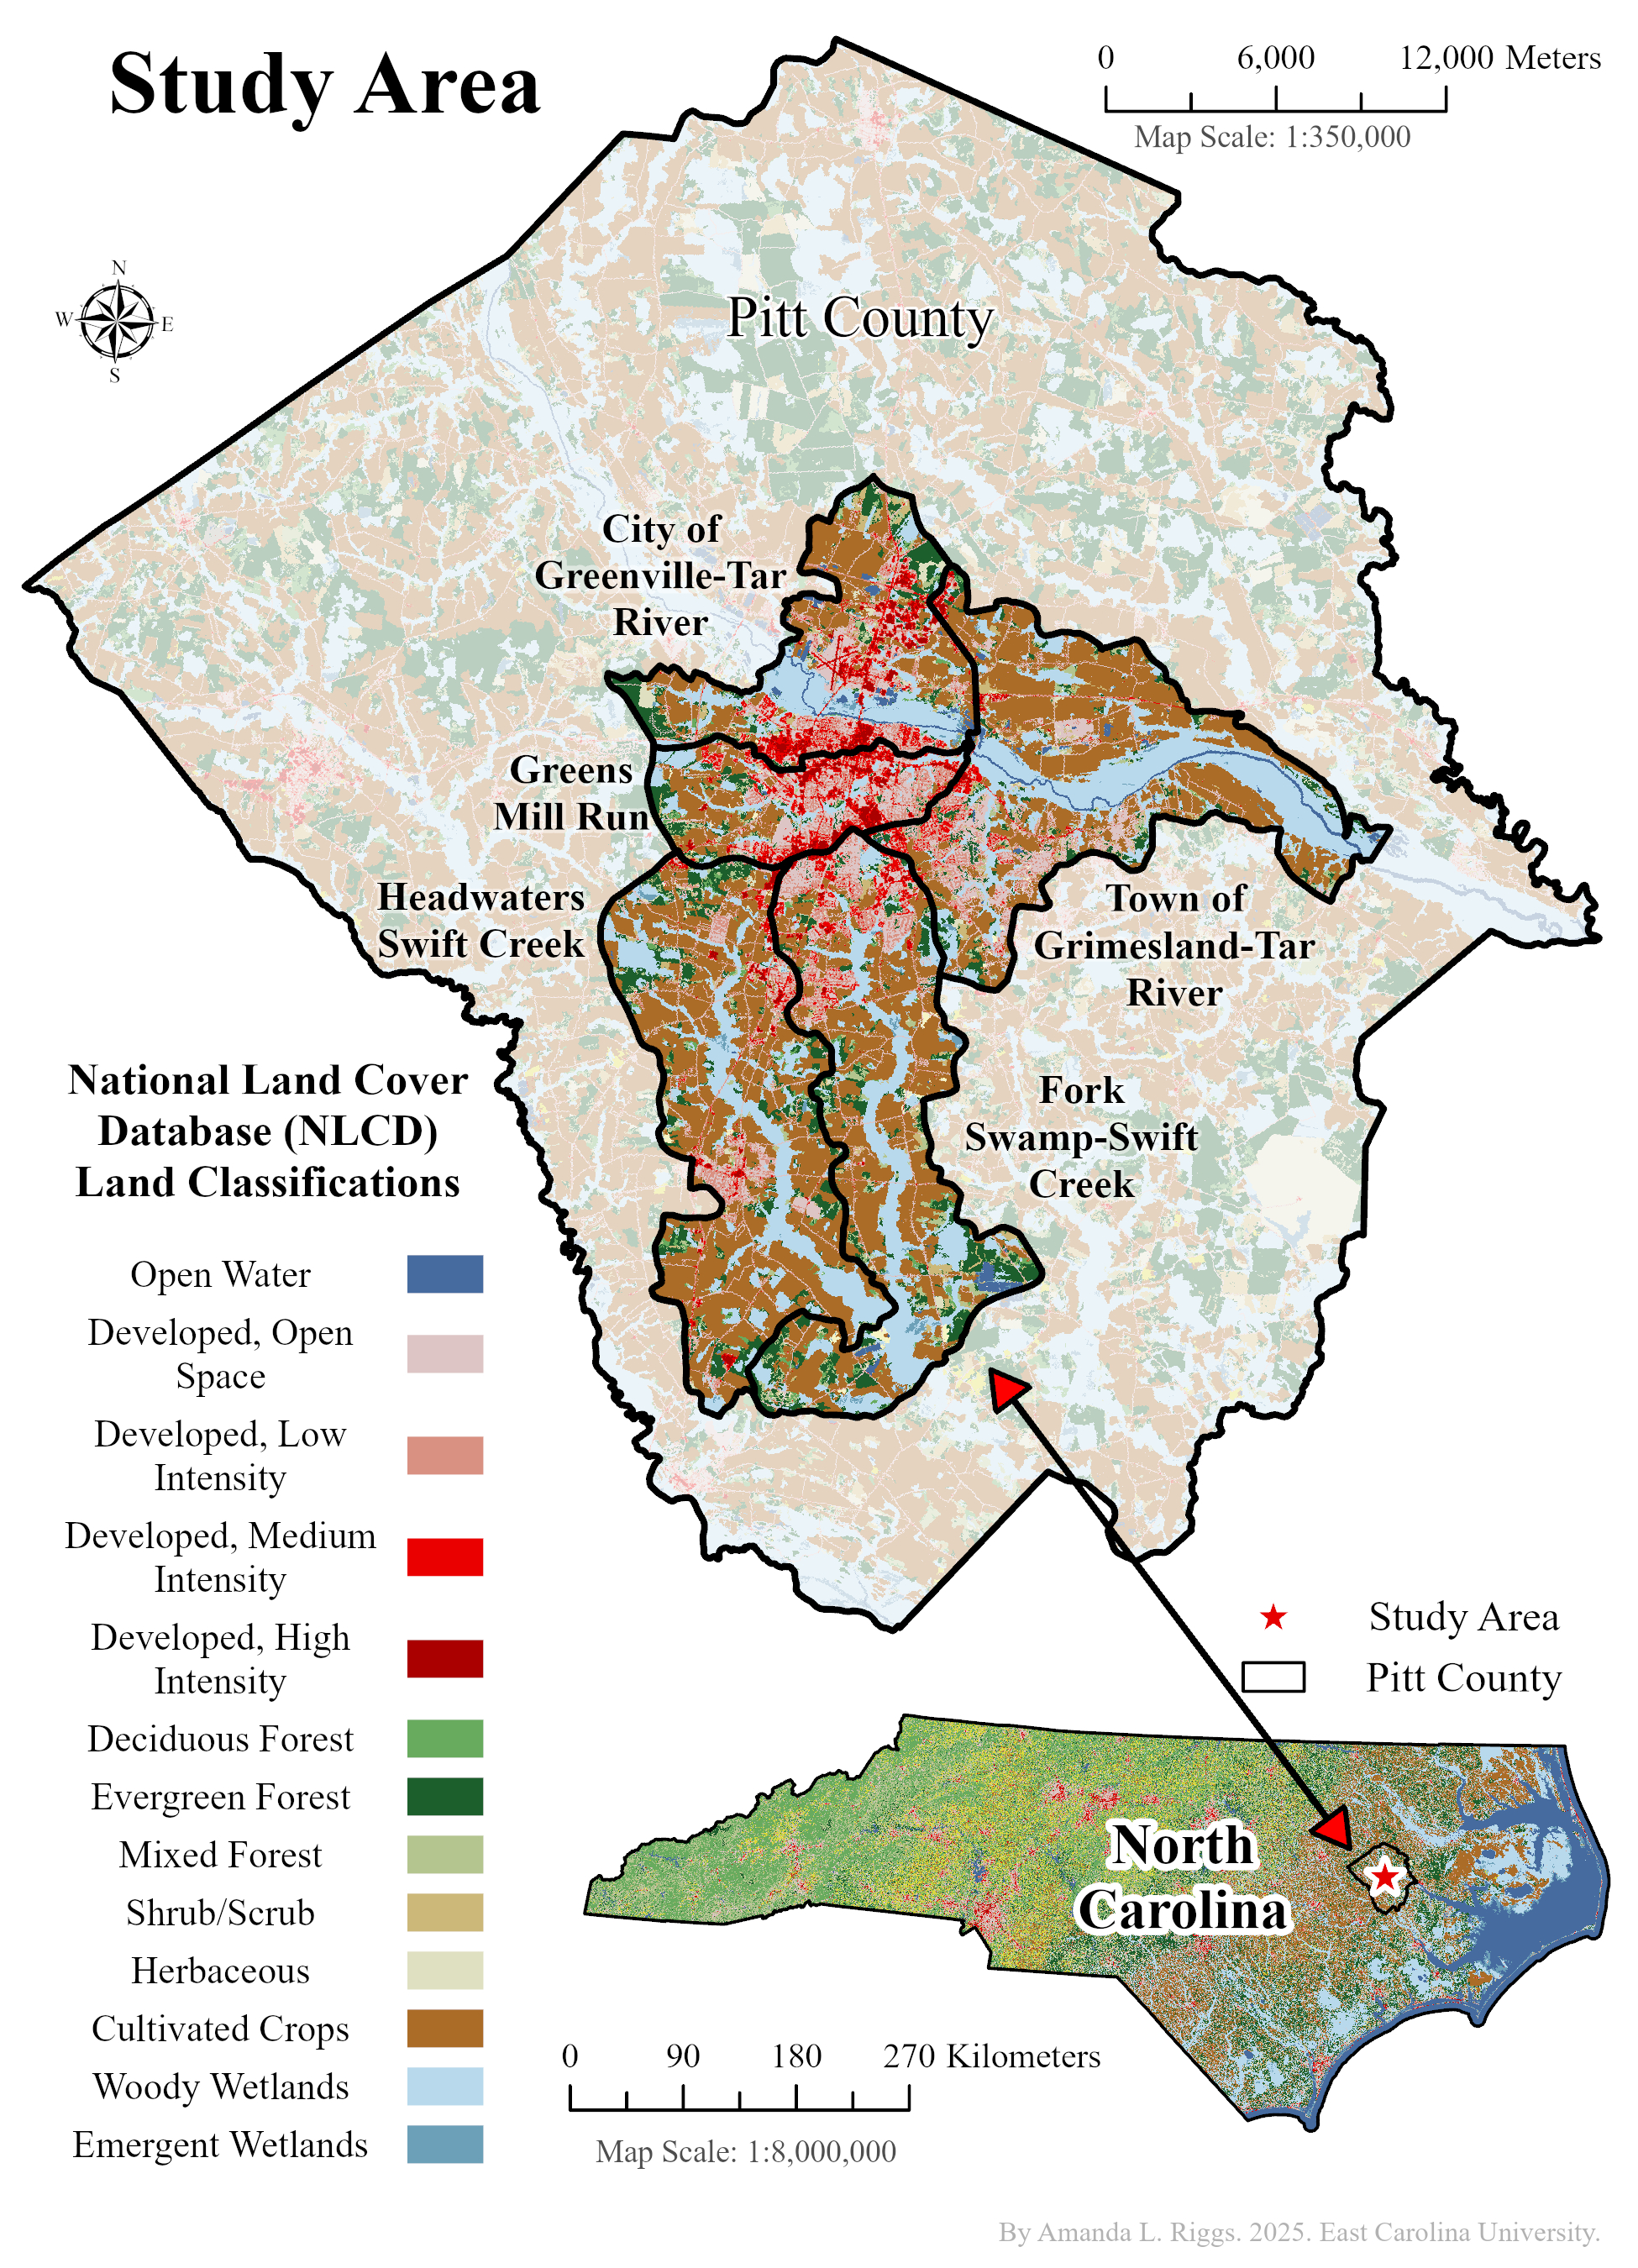 Study Area
0 6,000 12,000 Meters
Map Scale: 1:350,000
N
W E
S
Pitt County
City of
Greenville-Tar
River
Greens
Mill Run
Headwaters
Swift Creek
Town of
Grimesland-Tar
River
Fork
Swamp-Swift
Creek
National Land Cover
Database (NLCD)
Land Classifications
Open Water
Developed, Open
Space
Developed, Low
Intensity
Developed, Medium
Intensity
Developed, High
Intensity
Deciduous Forest
Evergreen Forest
Mixed Forest
Shrub/Scrub
Herbaceous
Cultivated Crops
Woody Wetlands
Emergent Wetlands
Study Area
Pitt County
North
Carolina
0 90 180 270 Kilometers
Map Scale: 1:8,000,000
By Amanda L. Riggs. 2025. East Carolina University.